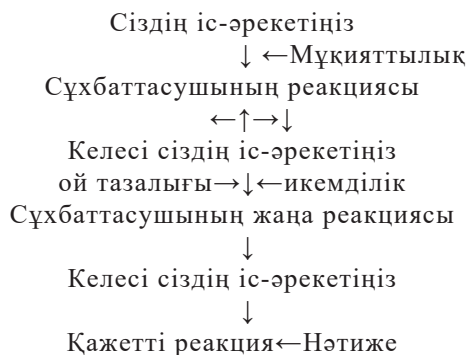 Сіздің іс-әрекетіңіз
↓ ←Мұқияттылық
Сұхбаттасушының реакциясы
←↑→↓
Келесі сіздің іс-әрекетіңіз
ой тазалығы→↓←икемділік
Сұхбаттасушының жаңа реакциясы
↓
Келесі сіздің іс-әрекетіңіз
↓
Қажетті реакция←Нәтиже